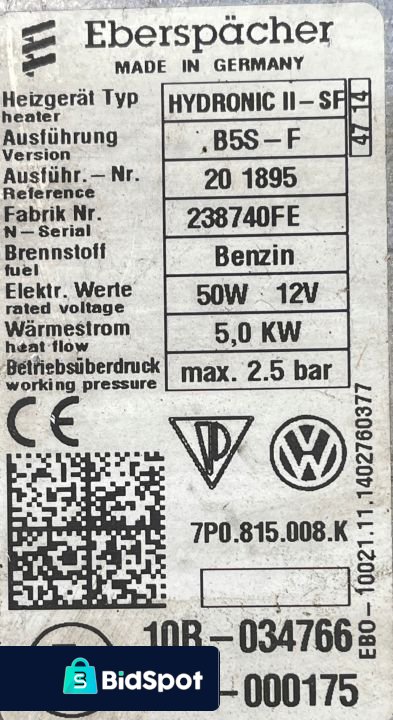 Eberspächer
MADE IN GERMANY
Heizgerät Typ HYDRONIC II - SF
heater
47 14
Ausführung B5S - F
Version
Ausführ.- Nr. 20 1895
Reference
Fabrik Nr. 238740FE
N - Serial
Brennstoff Benzin
fuel
Elektr. Werte 50W 12V
rated voltage
Wärmestrom 5,0 KW
heat flow
Betriebsüberdruck max. 2.5 bar
working pressure
CE
VW
7P0.815.008.K
EB0-10021.11.1402760377
10R - 034766
- 000175
S BidSpot